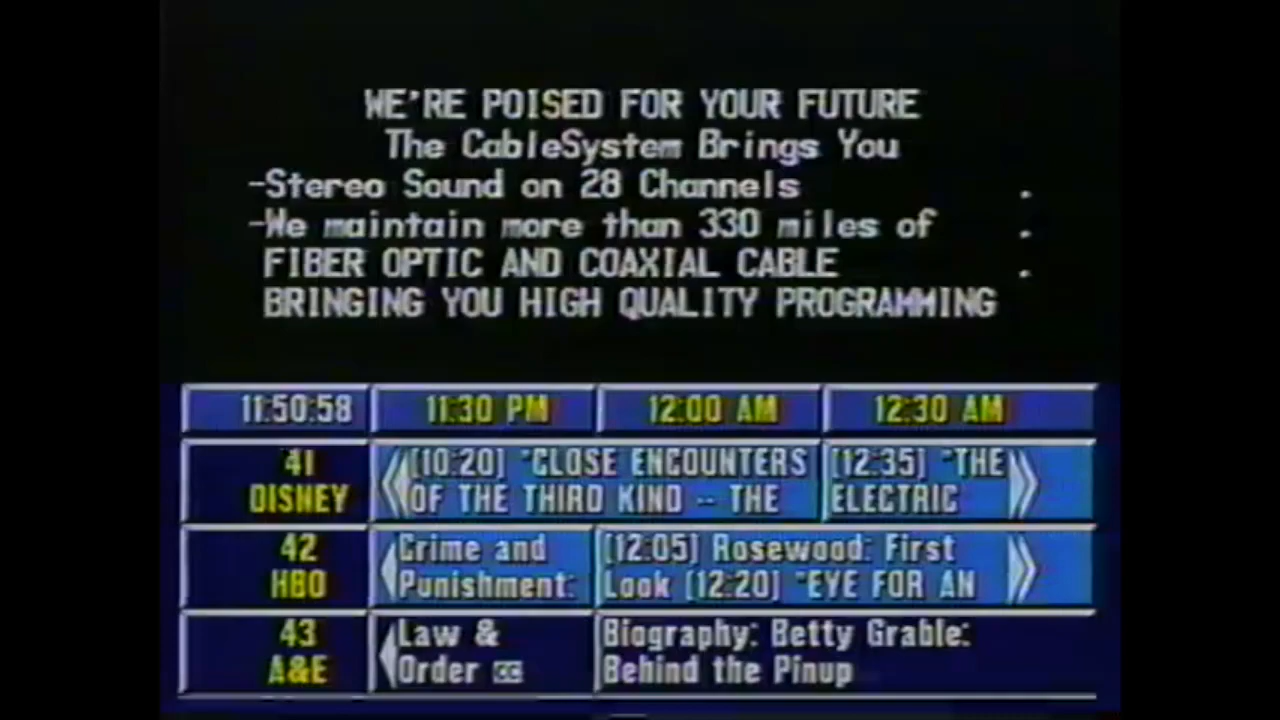 WE'RE POISED FOR YOUR FUTURE
The CableSystem Brings You
-Stereo Sound on 28 Channels .
-We maintain more than 330 miles of .
FIBER OPTIC AND COAXIAL CABLE .
BRINGING YOU HIGH QUALITY PROGRAMMING
11:50:58 11:30 PM 12:00 AM 12:30 AM
41 [10:20] "CLOSE ENCOUNTERS [12:35] "THE
DISNEY OF THE THIRD KIND -- THE ELECTRIC
42 Crime and [12:05] Rosewood: First
HBO Punishment: Look [12:20] "EYE FOR AN
43 Law & Biography: Betty Grable:
A&E Order CC Behind the Pinup